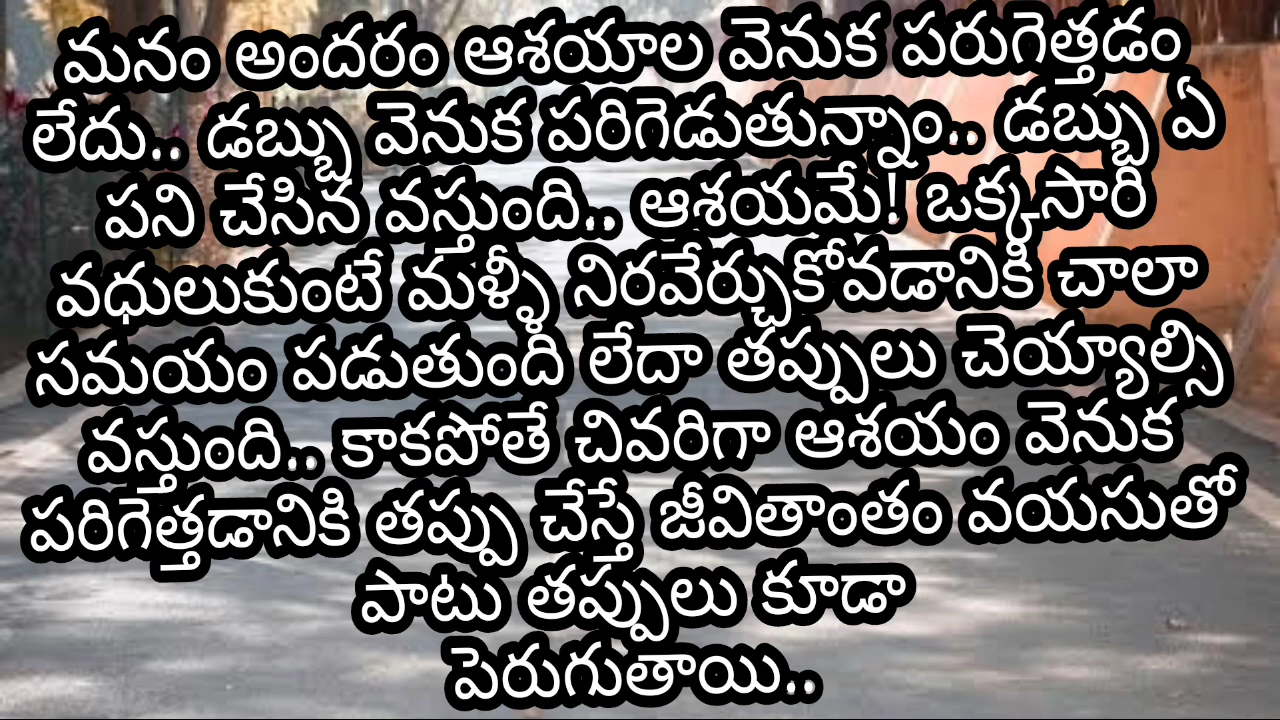 మనం అందరం ఆశయాల వెనుక పరుగెత్తడం
లేదు.. డబ్బు వెనుక పరిగెడుతున్నాం.. డబ్బు ఏ
పని చేసిన వస్తుంది.. ఆశయమే! ఒక్కసారి
వధులుకుంటే మళ్ళీ నిరవేర్చుకోవడానికి చాలా
సమయం పడుతుంది లేదా తప్పులు చెయ్యాల్సి
వస్తుంది.. కాకపోతే చివరిగా ఆశయం వెనుక
పరిగెత్తడానికి తప్పు చేస్తే జీవితాంతం వయసుతో
పాటు తప్పులు కూడా
పెరుగుతాయి..